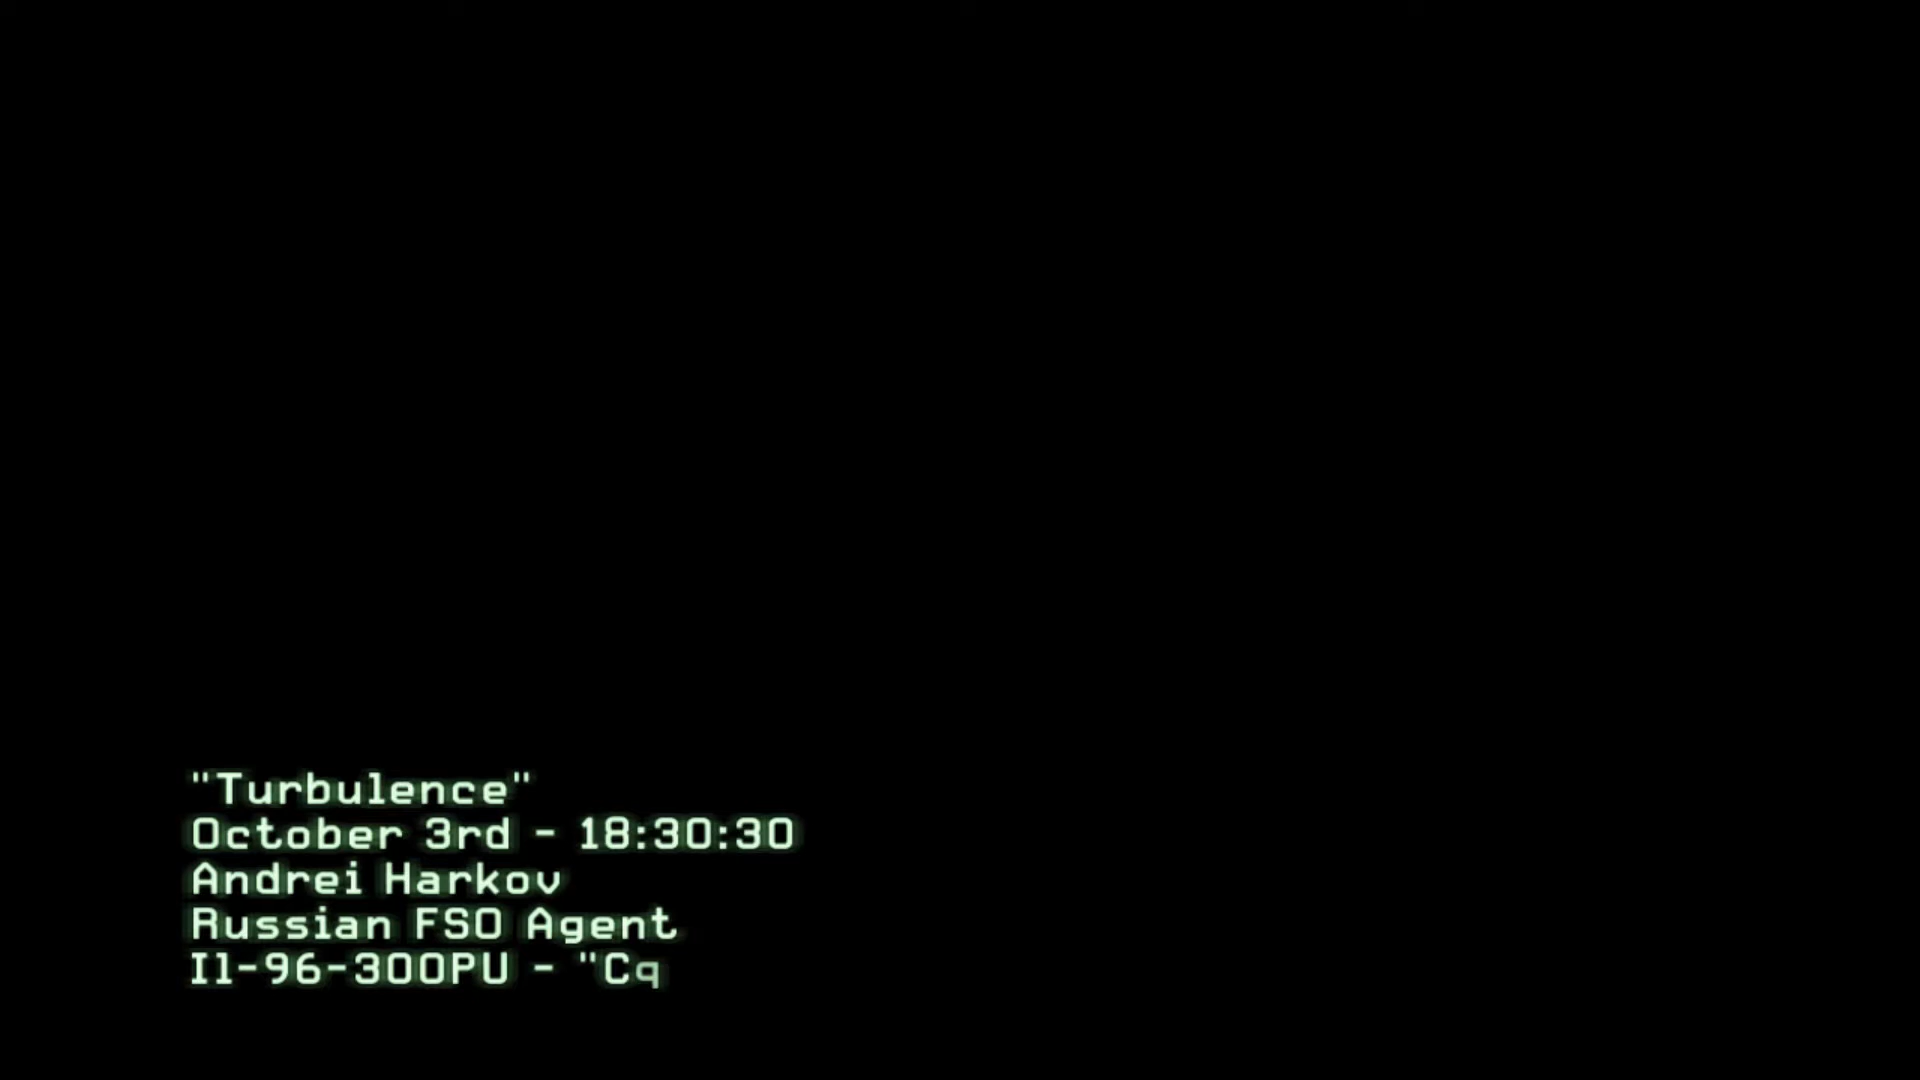 "Turbulence"
October 3rd - 18:30:30
Andrei Harkov
Russian FSO Agent
Il-96-300PU - "Cq